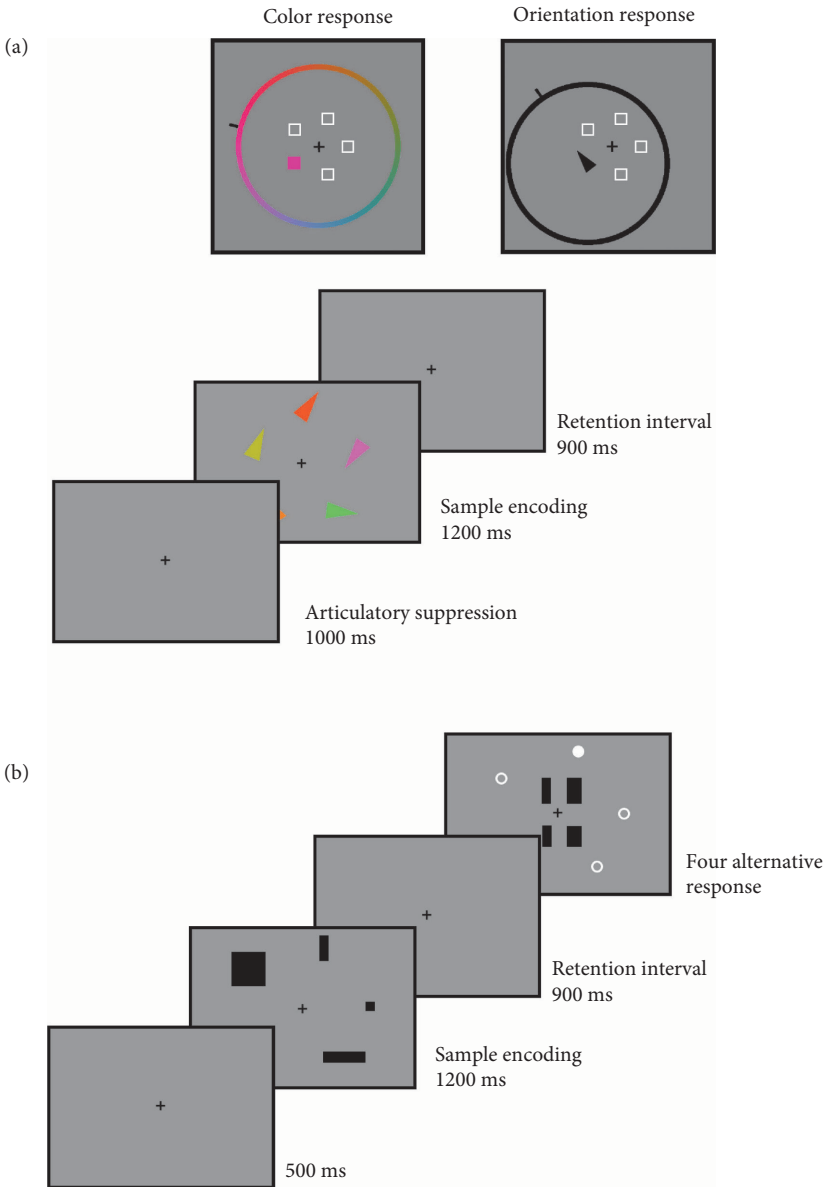 Color response
Orientation response
(a)
Retention interval
900 ms
Sample encoding
1200 ms
Articulatory suppression
1000 ms
(b)
Four alternative
response
Retention interval
900 ms
Sample encoding
1200 ms
500 ms